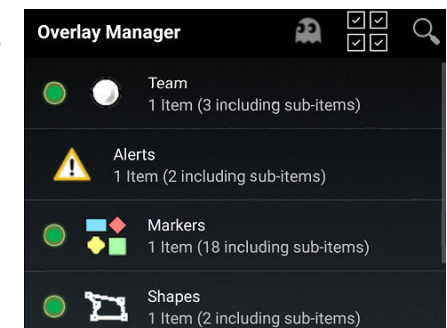 Overlay Manager
Team
1 Item (3 including sub-items)
Alerts
1 Item (2 including sub-items)
Markers
1 Item (18 including sub-items)
Shapes
1 Item (2 including sub-items)